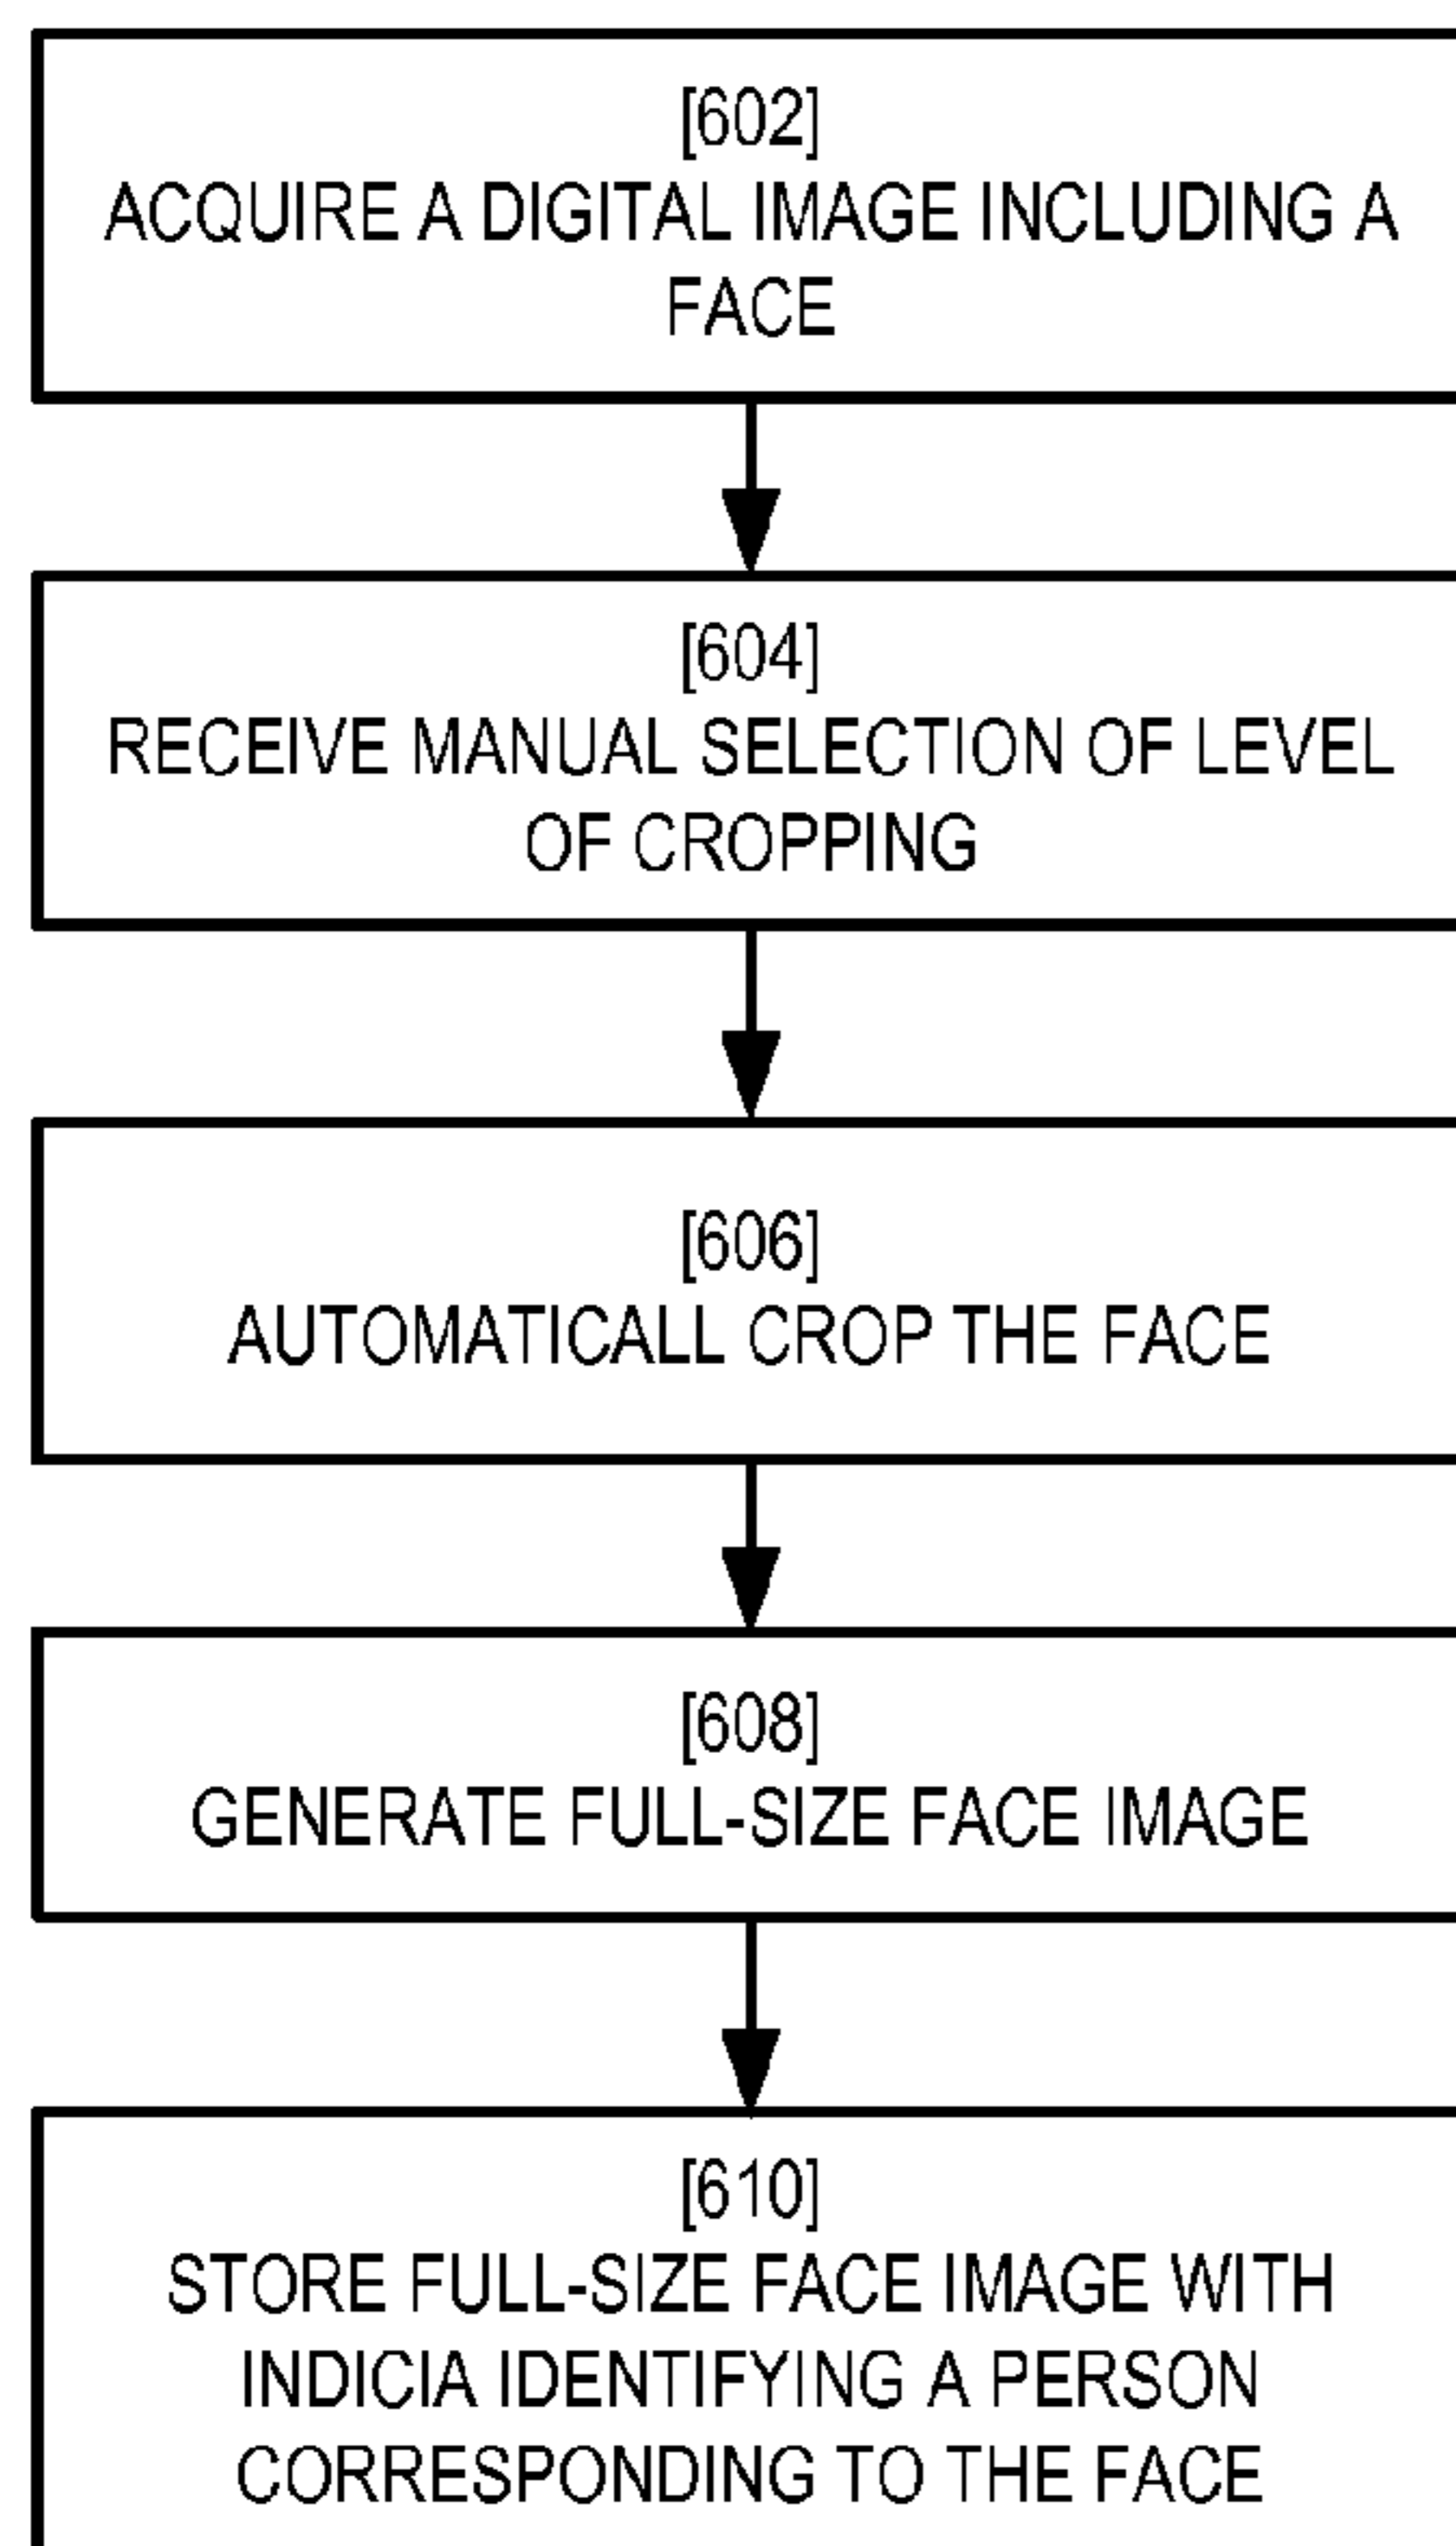 [602]
ACQUIRE A DIGITAL IMAGE INCLUDING A
FACE
[604]
RECEIVE MANUAL SELECTION OF LEVEL
OF CROPPING
[606]
AUTOMATICALL CROP THE FACE
[608]
GENERATE FULL-SIZE FACE IMAGE
[610]
STORE FULL-SIZE FACE IMAGE WITH
INDICIA IDENTIFYING A PERSON
CORRESPONDING TO THE FACE